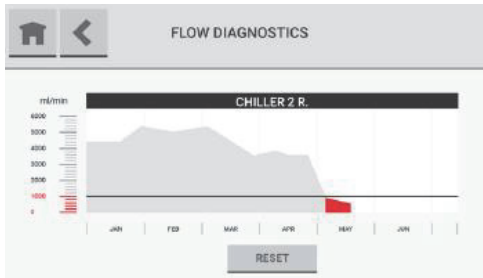 FLOW DIAGNOSTICS
ml/min
CHILLER 2 R.
6000
5000
4000
3000
2000
1000
0
JAN FEB MAR APR MAY JUN
RESET